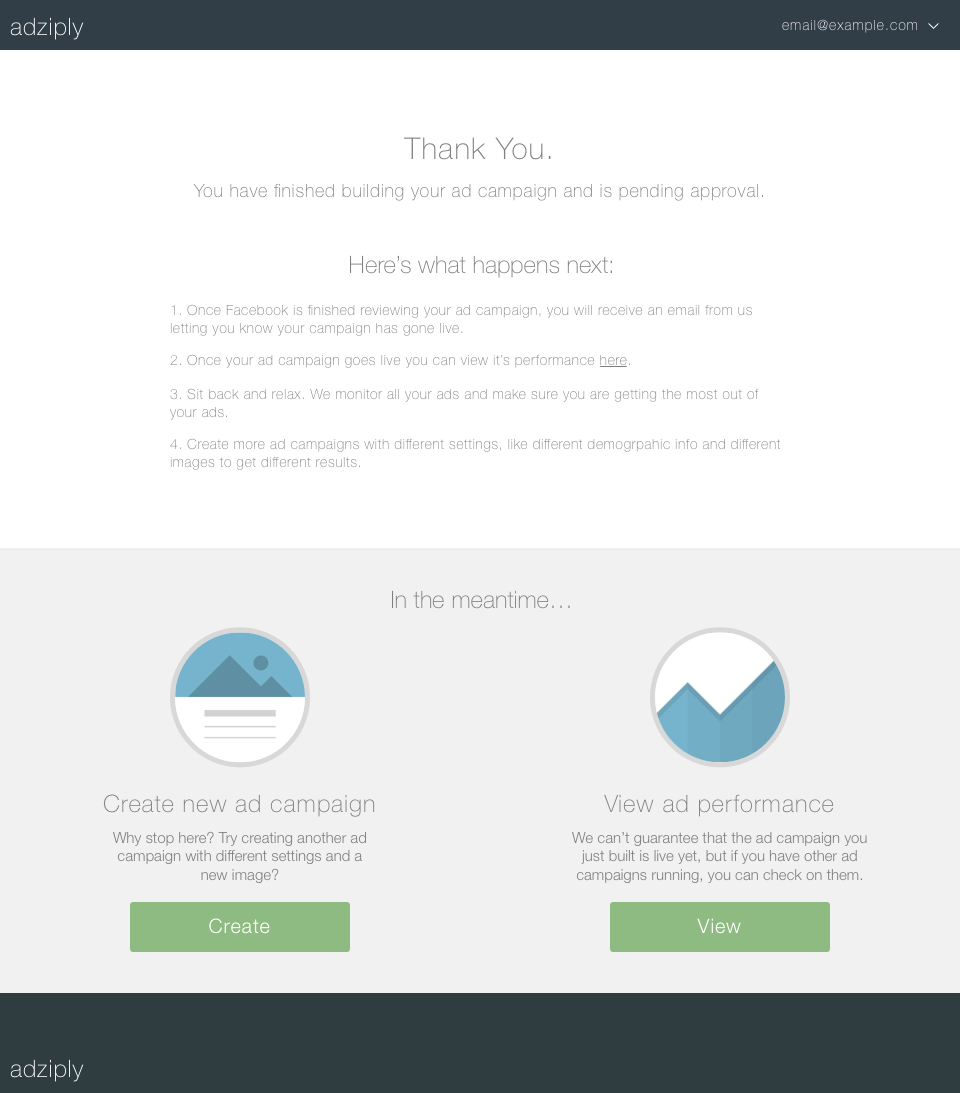 adziply
email@example.com
Thank You.
You have finished building your ad campaign and is pending approval.
Here's what happens next:
1. Once Facebook is finished reviewing your ad campaign, you will receive an email from us
letting you know your campaign has gone live.
2. Once your ad campaign goes live you can view it's performance here.
3. Sit back and relax. We monitor all your ads and make sure you are getting the most out of
your ads.
4. Create more ad campaigns with different settings, like different demogrpahic info and different
images to get different results.
In the meantime...
Create new ad campaign
Why stop here? Try creating another ad
campaign with different settings and a
new image?
Create
View ad performance
We can't guarantee that the ad campaign you
just built is live yet, but if you have other ad
campaigns running, you can check on them.
View
adziply